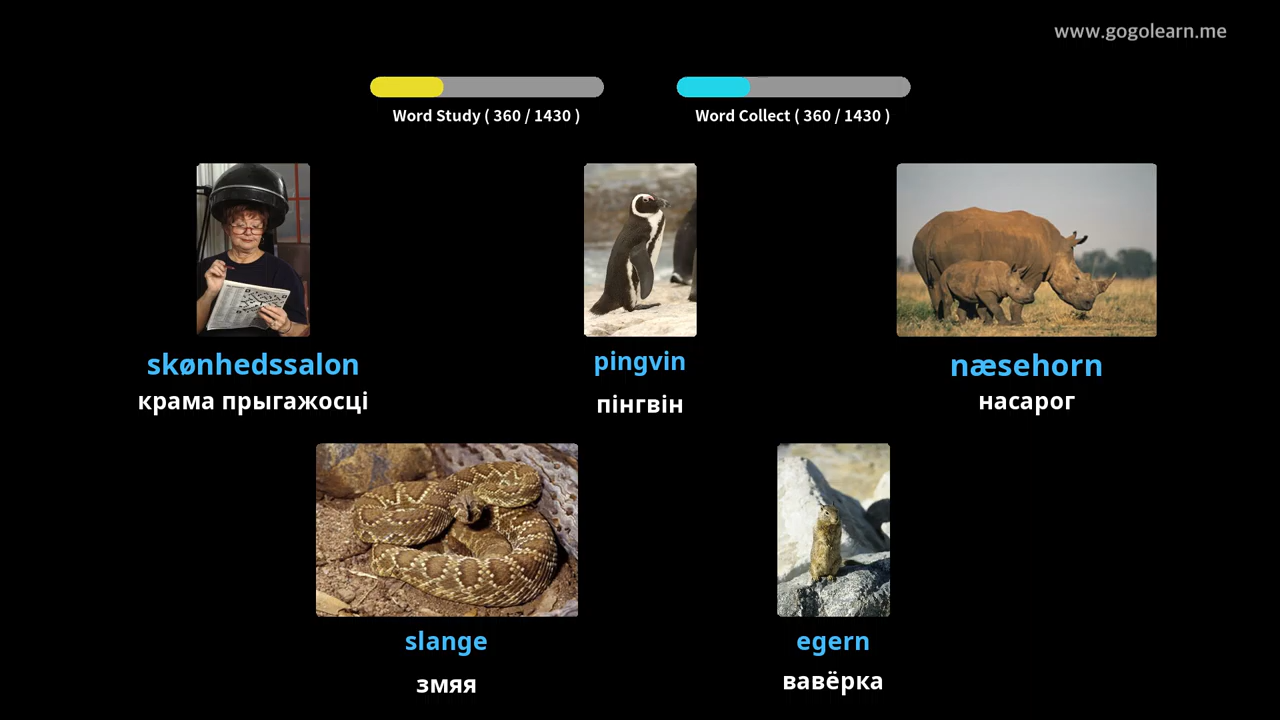 www.gogolearn.me
Word Study ( 360 / 1430 )
Word Collect ( 360 / 1430 )
skønhedssalon
крама прыгажосці
pingvin
пінгвін
næsehorn
насарог
slange
змяя
egern
вавёрка